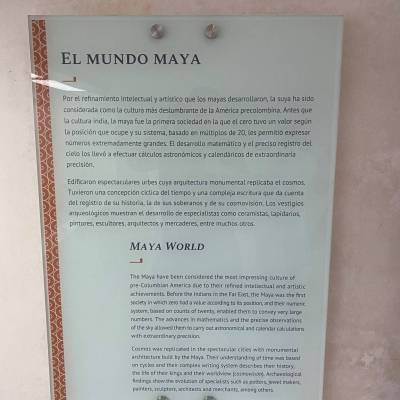 EL MUNDO MAYA
Por el refinamiento intelectual y artístico que los mayas desarrollaron, la suya ha sido
considerada como la cultura más deslumbrante de la América precolombina. Antes que
la cultura india, la maya fue la primera sociedad en la que el cero tuvo un valor según
la posición que ocupe y su sistema, basado en múltiplos de 20, les permitió expresar
números extremadamente grandes. El desarrollo matemático y el preciso registro del
cielo los llevó a efectuar cálculos astronómicos y calendáricos de extraordinaria
precisión.
Edificaron espectaculares urbes cuya arquitectura monumental replicaba el cosmos.
Tuvieron una concepción cíclica del tiempo y una compleja escritura que da cuenta
del registro de su historia, la de sus soberanos y de su cosmovisión. Los vestigios
arqueológicos muestran el desarrollo de especialistas como ceramistas, lapidarios,
pintores, escultores, arquitectos y mercaderes, entre muchos otros.
MAYA WORLD
The Maya have been considered the most impressing culture of
pre-Columbian America due to their refined intellectual and artistic
achievements. Before the Indians in the Far East, the Maya was the first
society in which zero had a value according to its position, and their numeric
system, based on counts of twenty, enabled them to convey very large
numbers. The advances in mathematics and the precise observations
of the sky allowed them to carry out astronomical and calendar calculations
with extraordinary precision.
Cosmos was replicated in the spectacular cities with monumental
architecture build by the Maya. Their understanding of time was based
on cycles and their complex writing system describes their history,
the life of their kings and their worldview (cosmovisión). Archaeological
findings show the evolution of specialists such as potters, jewel makers,
painters, sculptors, architects and merchants, among others.